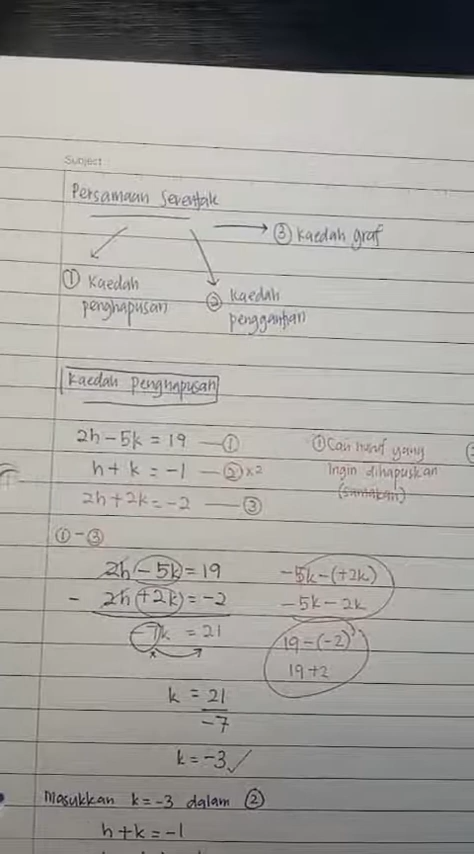 Subject
Persamaan Serentak
③ Kaedah graf
① Kaedah
penghapusan
② Kaedah
penggantian
Kaedah penghapusan
2h - 5k = 19 — ①
h + k = -1 — ② x2
2h + 2k = -2 — ③
① Cari huruf yang
ingin dihapuskan
(samakan)
① - ③
2h - 5k = 19
- 2h + 2k = -2
-7k = 21
-5k - (+2k)
-5k - 2k
19 - (-2)
19 + 2
k = 21
-7
k = -3 ✓
Masukkan k = -3 dalam ②
h + k = -1